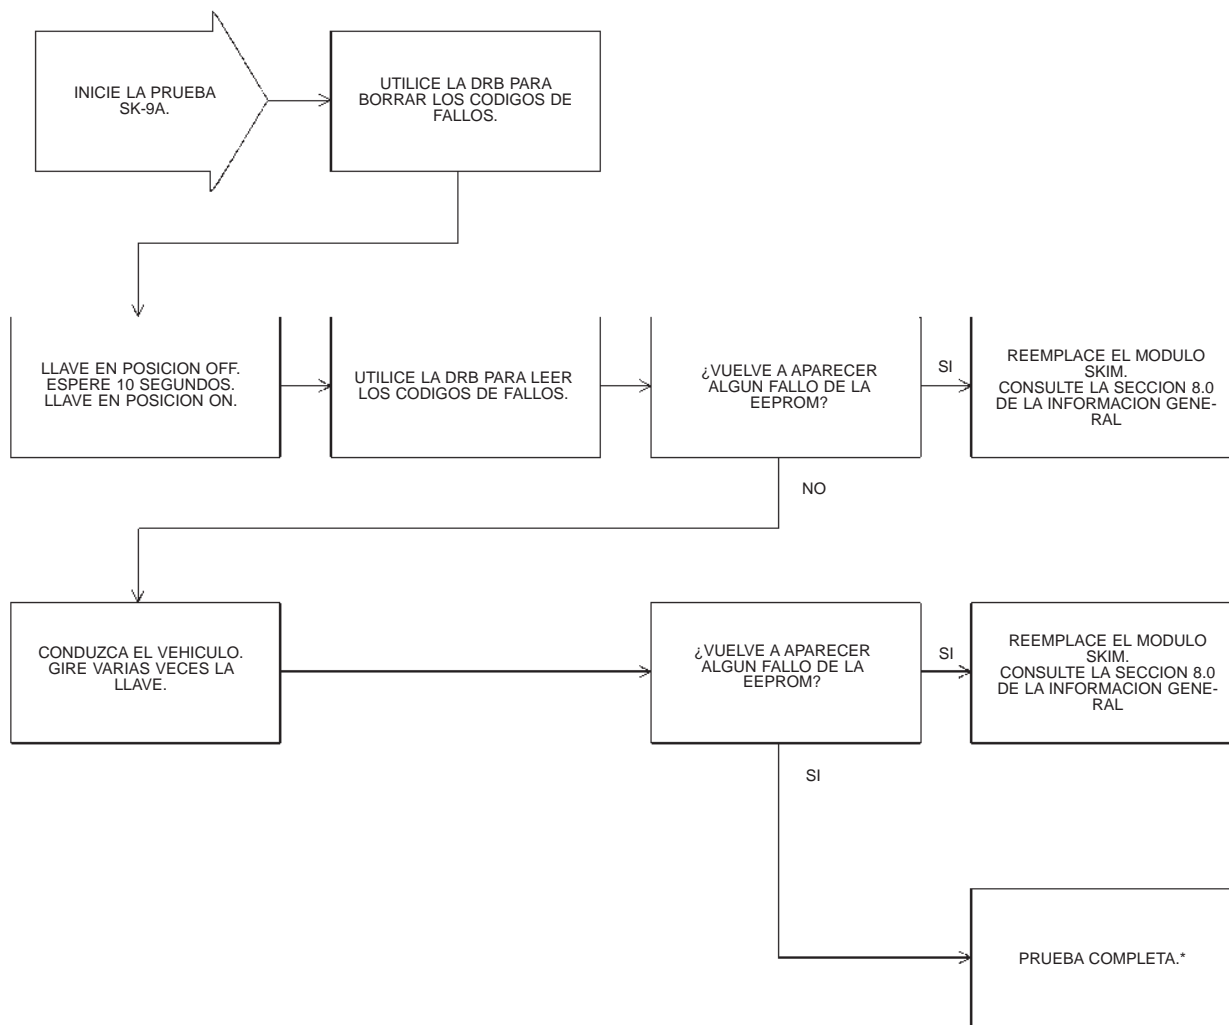 INICIE LA PRUEBA
SK-9A.
UTILICE LA DRB PARA
BORRAR LOS CODIGOS DE
FALLOS.
LLAVE EN POSICION OFF.
ESPERE 10 SEGUNDOS.
LLAVE EN POSICION ON.
UTILICE LA DRB PARA LEER
LOS CODIGOS DE FALLOS.
¿VUELVE A APARECER
ALGUN FALLO DE LA
EEPROM?
SI
REEMPLACE EL MODULO
SKIM.
CONSULTE LA SECCION 8.0
DE LA INFORMACION GENE-
RAL
NO
CONDUZCA EL VEHICULO.
GIRE VARIAS VECES LA
LLAVE.
¿VUELVE A APARECER
ALGUN FALLO DE LA
EEPROM?
SI
REEMPLACE EL MODULO
SKIM.
CONSULTE LA SECCION 8.0
DE LA INFORMACION GENE-
RAL
SI
PRUEBA COMPLETA.*